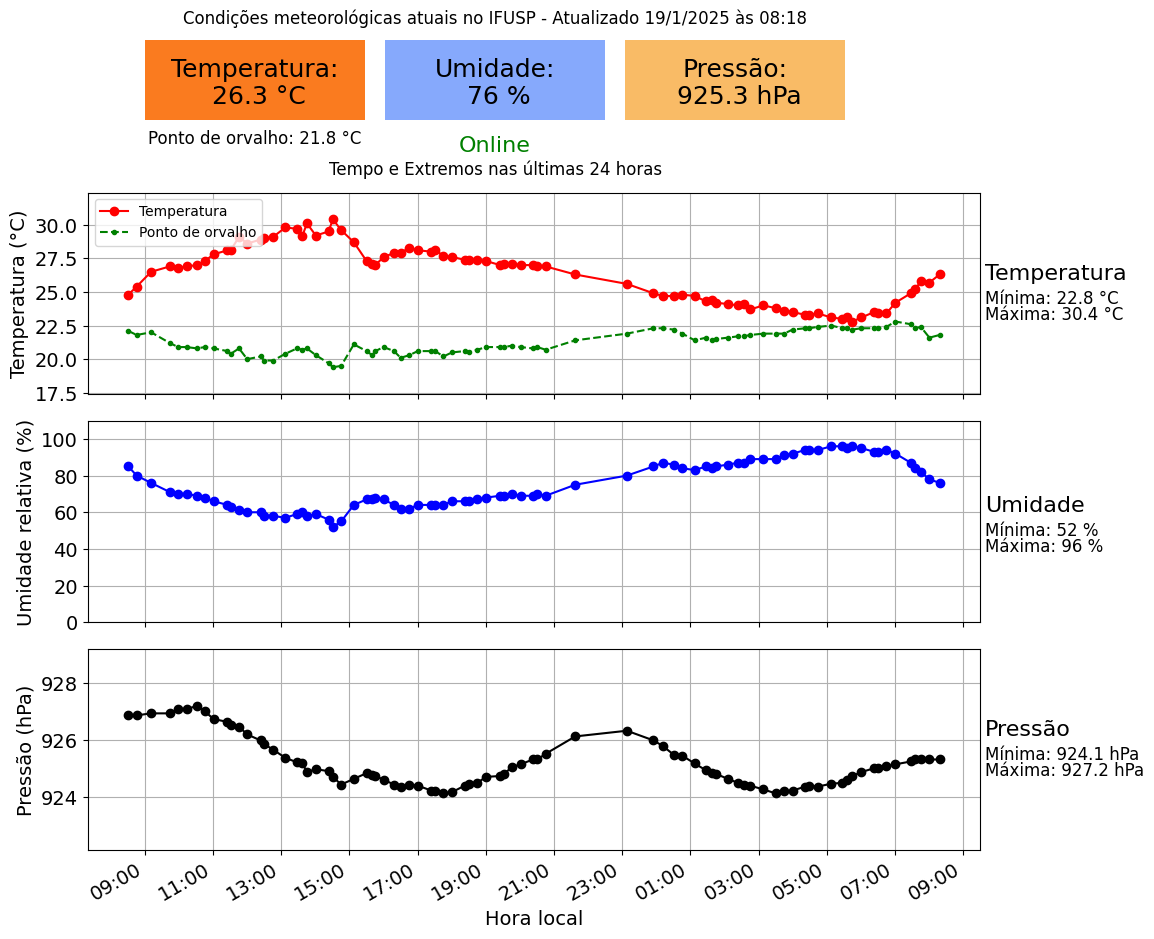 Condições meteorológicas atuais no IFUSP - Atualizado 19/1/2025 às 08:18
Temperatura:
26.3 °C
Umidade:
76 %
Pressão:
925.3 hPa
Ponto de orvalho: 21.8 °C
Online
Tempo e Extremos nas últimas 24 horas
Temperatura (°C)
30.0
27.5
25.0
22.5
20.0
17.5
Temperatura
Ponto de orvalho
Temperatura
Mínima: 22.8 °C
Máxima: 30.4 °C
Umidade relativa (%)
100
80
60
40
20
0
Umidade
Mínima: 52 %
Máxima: 96 %
Pressão (hPa)
928
926
924
Pressão
Mínima: 924.1 hPa
Máxima: 927.2 hPa
09:00 11:00 13:00 15:00 17:00 19:00 21:00 23:00 01:00 03:00 05:00 07:00 09:00
Hora local